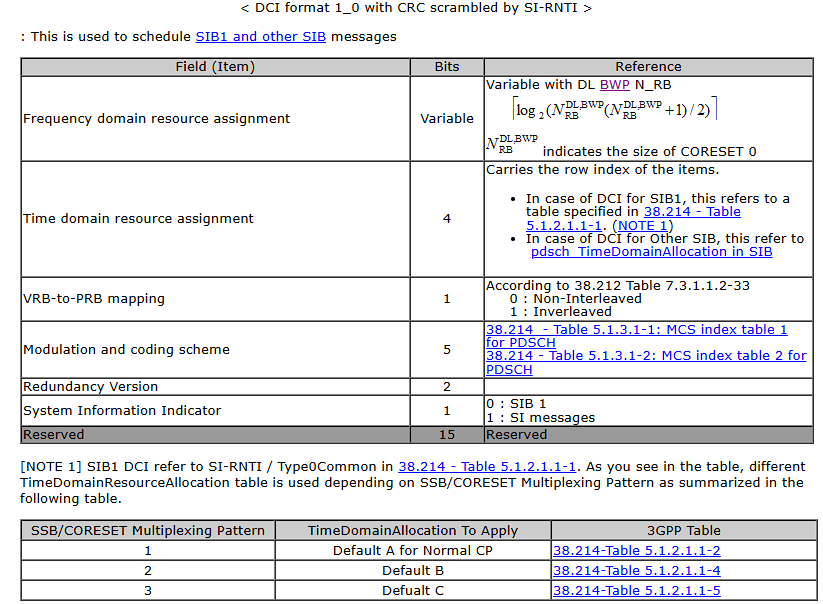 < DCI format 1_0 with CRC scrambled by SI-RNTI >
: This is used to schedule SIB1 and other SIB messages
Field (Item) Bits Reference
Frequency domain resource assignment Variable Variable with DL BWP N_RB
⌈log₂(N_RB^DL,BWP(N_RB^DL,BWP+1)/2)⌉
N_RB^DL,BWP indicates the size of CORESET 0
Time domain resource assignment 4 Carries the row index of the items.
• In case of DCI for SIB1, this refers to a
table specified in 38.214 - Table
5.1.2.1.1-1. (NOTE 1)
• In case of DCI for Other SIB, this refer to
pdsch_TimeDomainAllocation in SIB
VRB-to-PRB mapping 1 According to 38.212 Table 7.3.1.1.2-33
0 : Non-Interleaved
1 : Inverleaved
Modulation and coding scheme 5 38.214 - Table 5.1.3.1-1: MCS index table 1
for PDSCH
38.214 - Table 5.1.3.1-2: MCS index table 2 for
PDSCH
Redundancy Version 2
System Information Indicator 1 0 : SIB 1
1 : SI messages
Reserved 15 Reserved
[NOTE 1] SIB1 DCI refer to SI-RNTI / Type0Common in 38.214 - Table 5.1.2.1.1-1. As you see in the table, different
TimeDomainResourceAllocation table is used depending on SSB/CORESET Multiplexing Pattern as summarized in the
following table.
SSB/CORESET Multiplexing Pattern TimeDomainAllocation To Apply 3GPP Table
1 Default A for Normal CP 38.214-Table 5.1.2.1.1-2
2 Default B 38.214-Table 5.1.2.1.1-4
3 Defualt C 38.214-Table 5.1.2.1.1-5